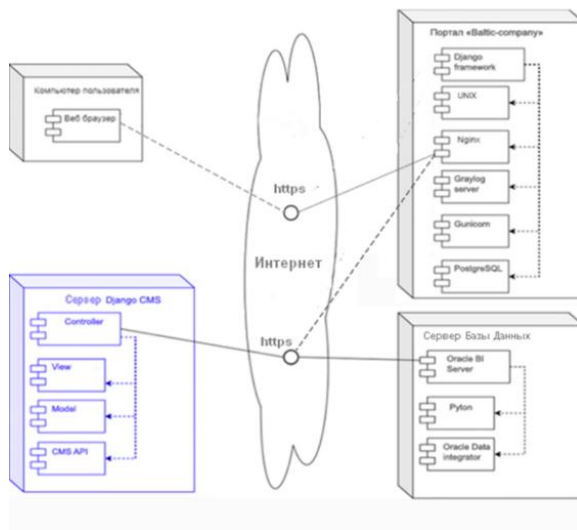 Компьютер пользователя
Веб браузер
Портал «Baltic-company»
Django
framework
UNIX
Nginx
Graylog
server
Gunicorn
PostgreSQL
https
Интернет
https
Сервер Django CMS
Controller
View
Model
CMS API
Сервер Базы Данных
Oracle BI
Server
Pyton
Oracle Data
integrator